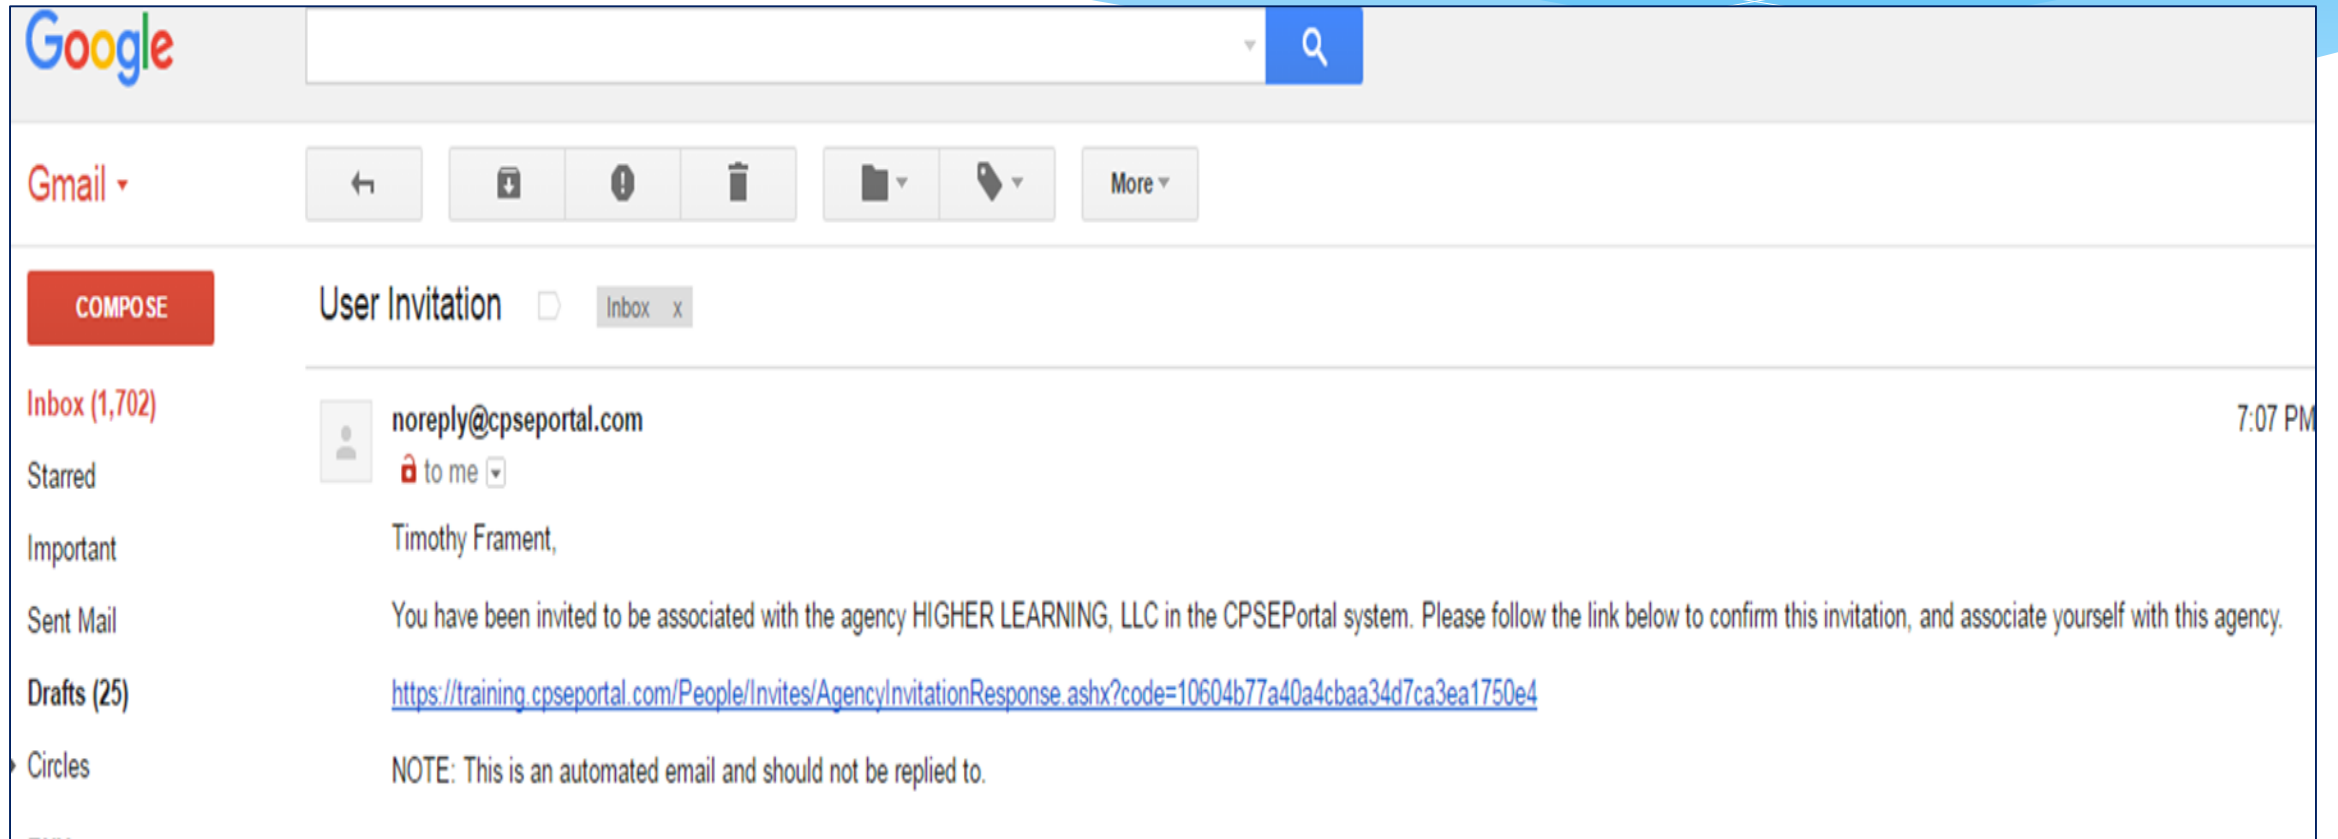 Google
Gmail
More
COMPOSE
User Invitation
Inbox x
Inbox (1,702)
noreply@cpseportal.com
7:07 PM
to me
Starred
Timothy Frament,
Important
You have been invited to be associated with the agency HIGHER LEARNING, LLC in the CPSEPortal system. Please follow the link below to confirm this invitation, and associate yourself with this agency.
Sent Mail
https://training.cpseportal.com/People/Invites/AgencyInvitationResponse.ashx?code=10604b77a40a4cbaa34d7ca3ea1750e4
Drafts (25)
Circles
NOTE: This is an automated email and should not be replied to.